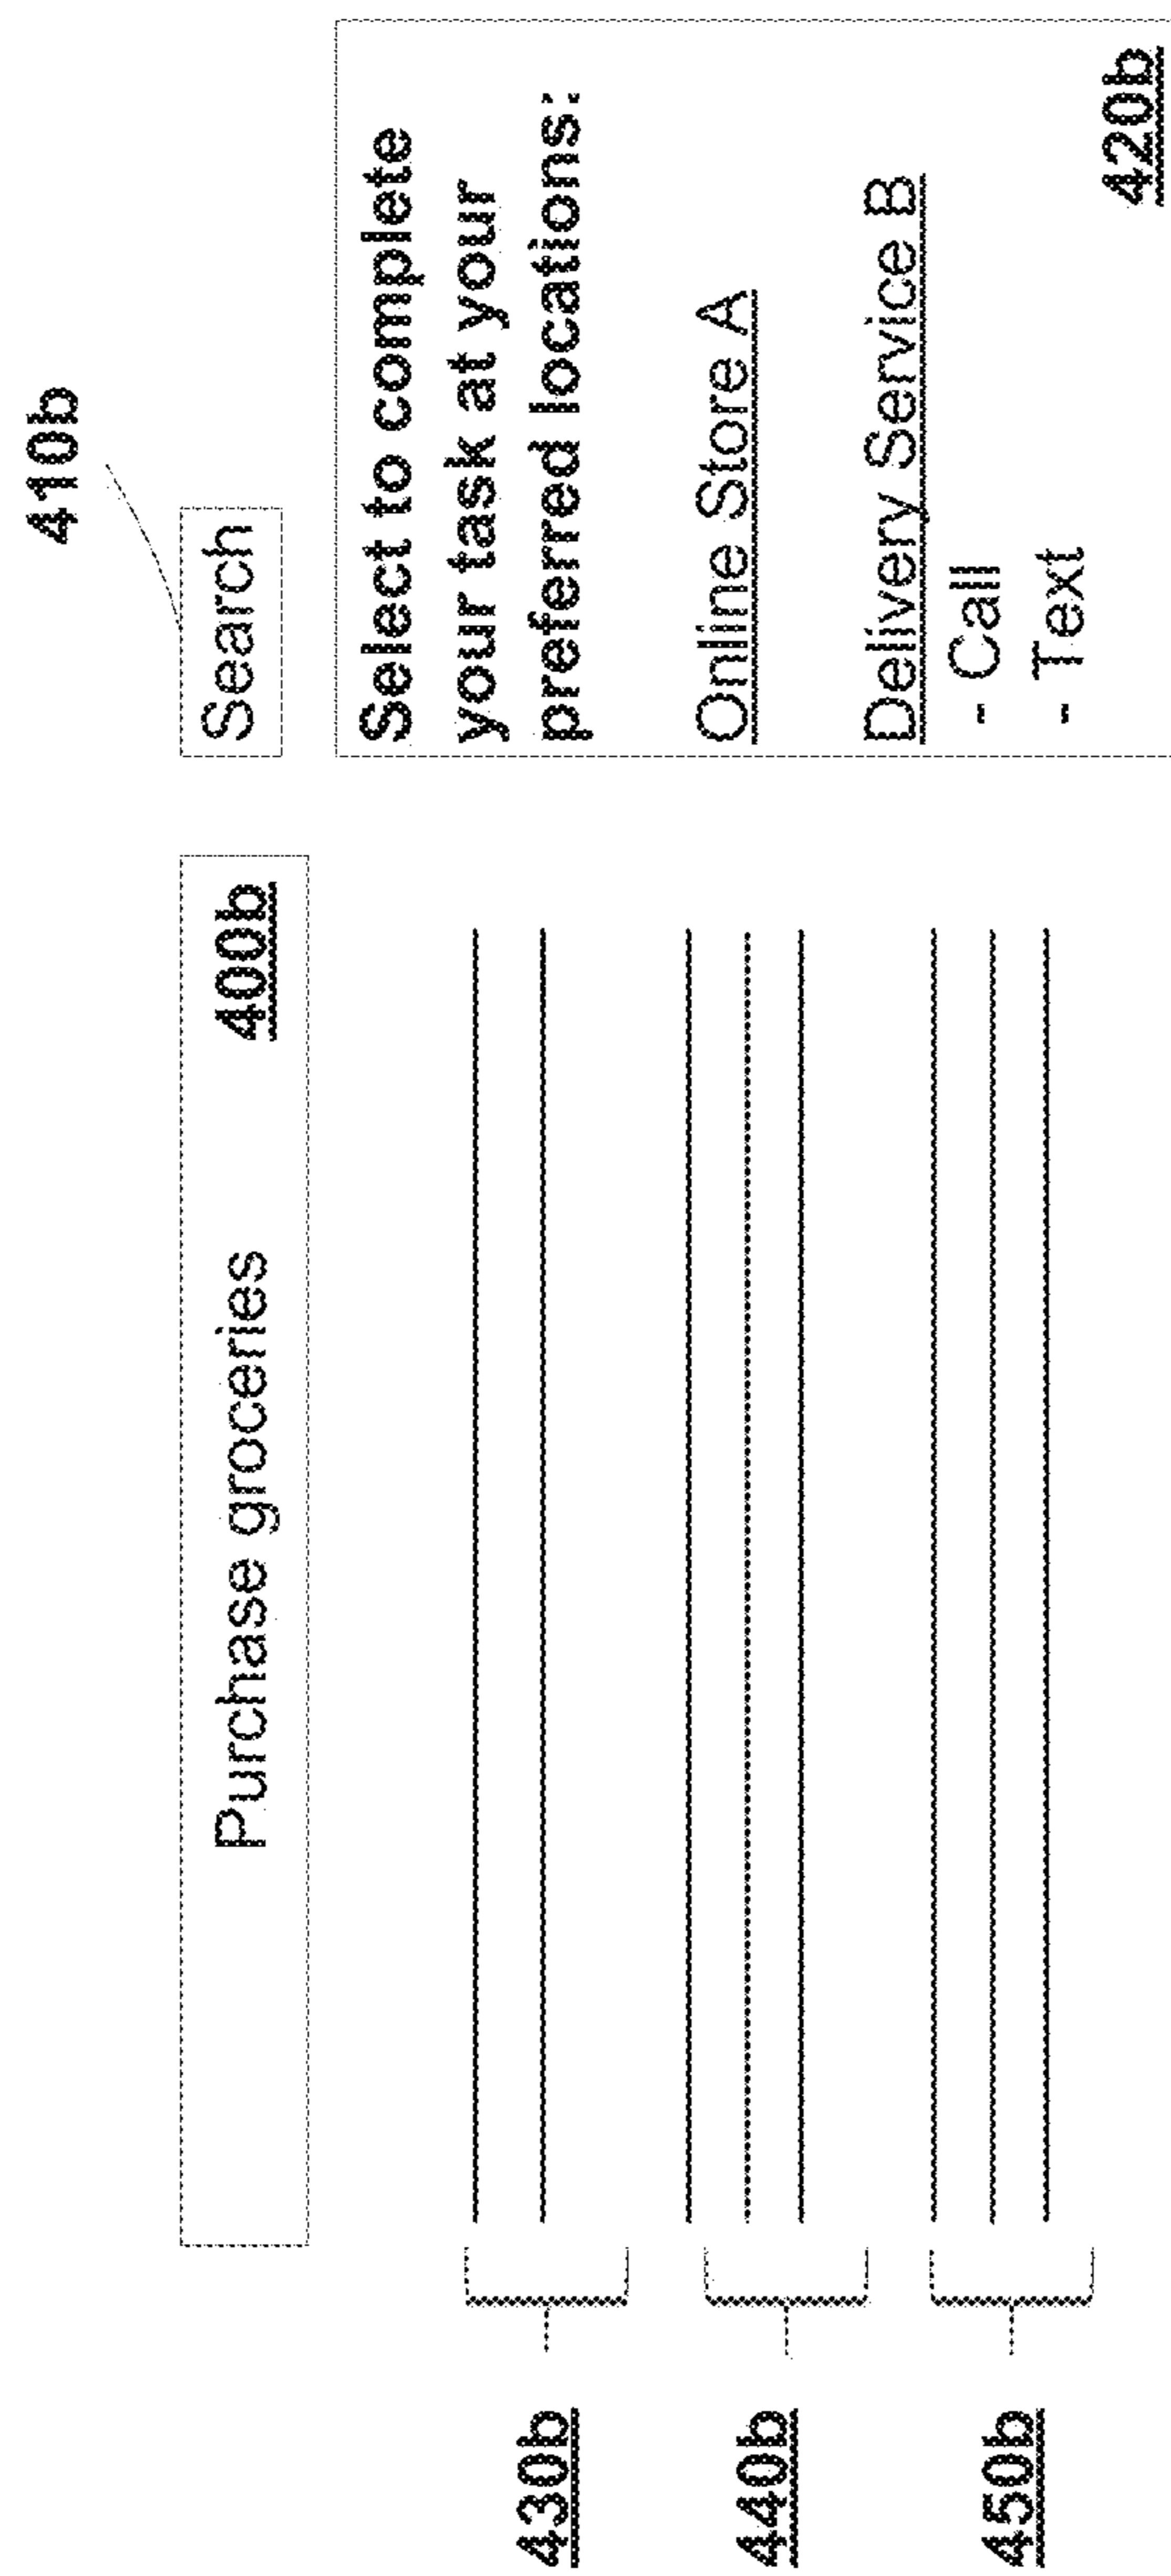 410b
Purchase groceries 400b
Search
Select to complete
your task at your
preferred locations:
Online Store A
Delivery Service B
- Call
- Text
420b
430b
440b
450b